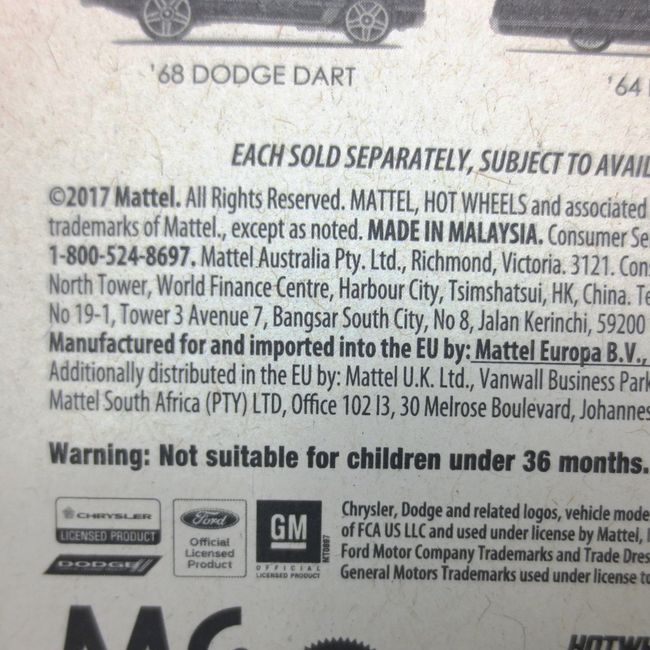 '68 DODGE DART
'64
EACH SOLD SEPARATELY, SUBJECT TO AVAIL
©2017 Mattel. All Rights Reserved. MATTEL, HOT WHEELS and associated
trademarks of Mattel., except as noted. MADE IN MALAYSIA. Consumer Se
1-800-524-8697. Mattel Australia Pty. Ltd., Richmond, Victoria. 3121. Con
North Tower, World Finance Centre, Harbour City, Tsimshatsui, HK, China. Te
No 19-1, Tower 3 Avenue 7, Bangsar South City, No 8, Jalan Kerinchi, 59200
Manufactured for and imported into the EU by: Mattel Europa B.V.,
Additionally distributed in the EU by: Mattel U.K. Ltd., Vanwall Business Park
Mattel South Africa (PTY) LTD, Office 102 I3, 30 Melrose Boulevard, Johannes
Warning: Not suitable for children under 36 months.
CHRYSLER
LICENSED PRODUCT
DODGE
Ford
Official
Licensed
Product
GM
OFFICIAL
LICENSED PRODUCT
MT0897
Chrysler, Dodge and related logos, vehicle mode
of FCA US LLC and used under license by Mattel,
Ford Motor Company Trademarks and Trade Dres
General Motors Trademarks used under license to
HOTW